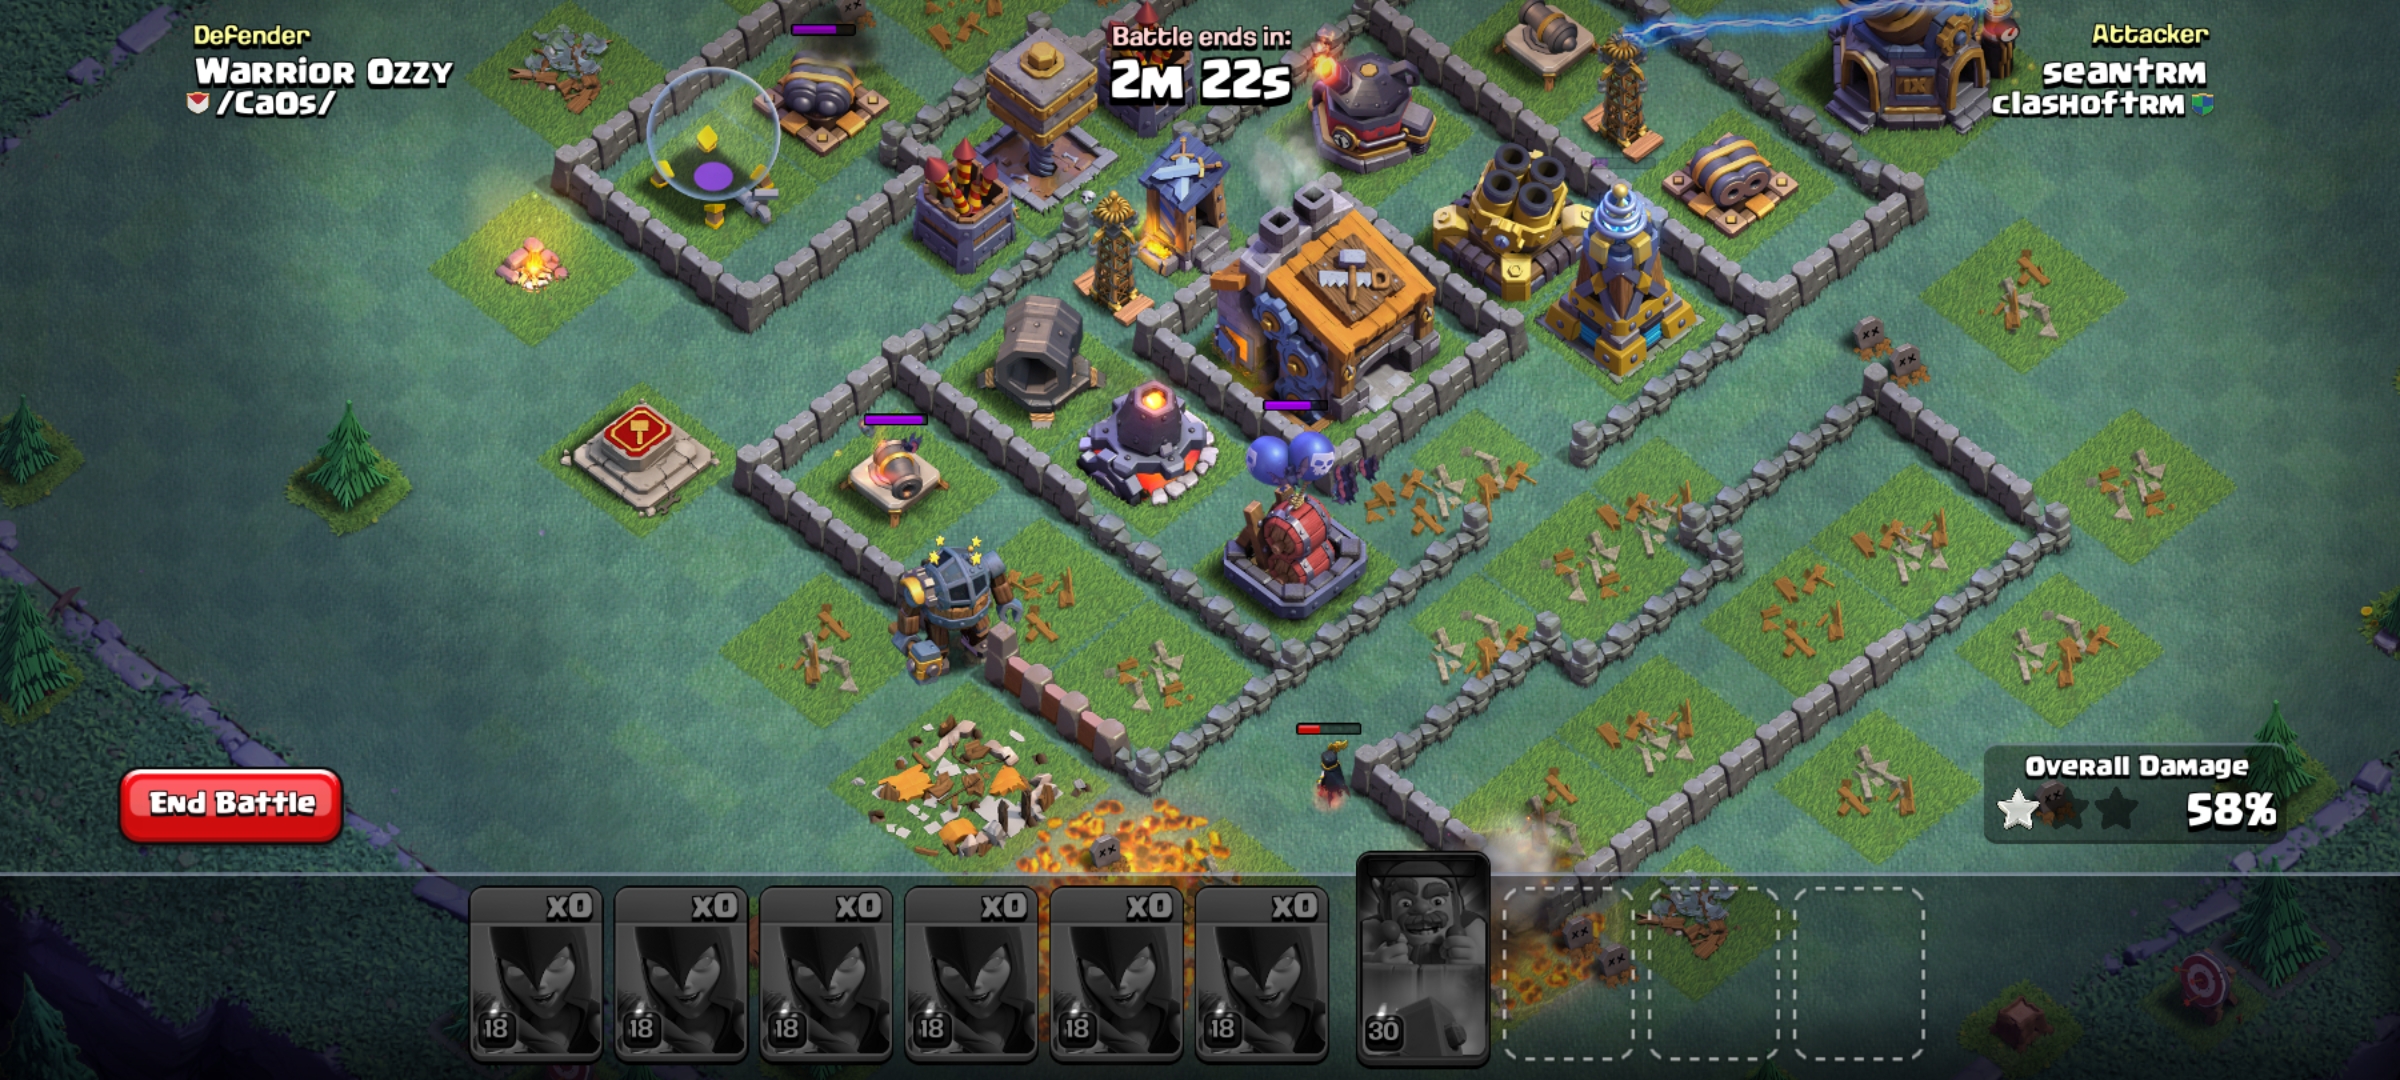 Defender
Warrior Ozzy
/CaOs/
Battle ends in:
2M 22s
Attacker
seantRM
clashoftRM
IX
End Battle
Overall Damage
58%
x0
x0
x0
x0
x0
x0
18
18
18
18
18
18
30